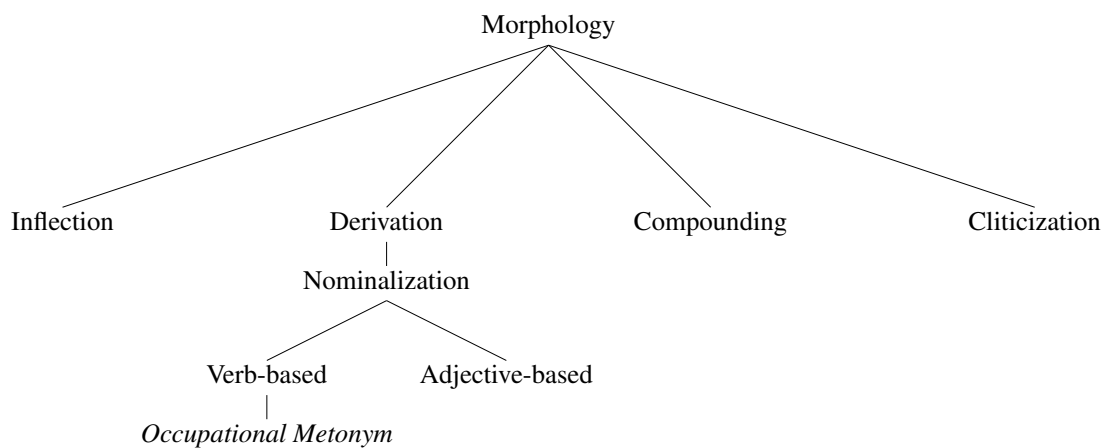 Morphology
Inflection Derivation Compounding Cliticization
Nominalization
Verb-based Adjective-based
Occupational Metonym